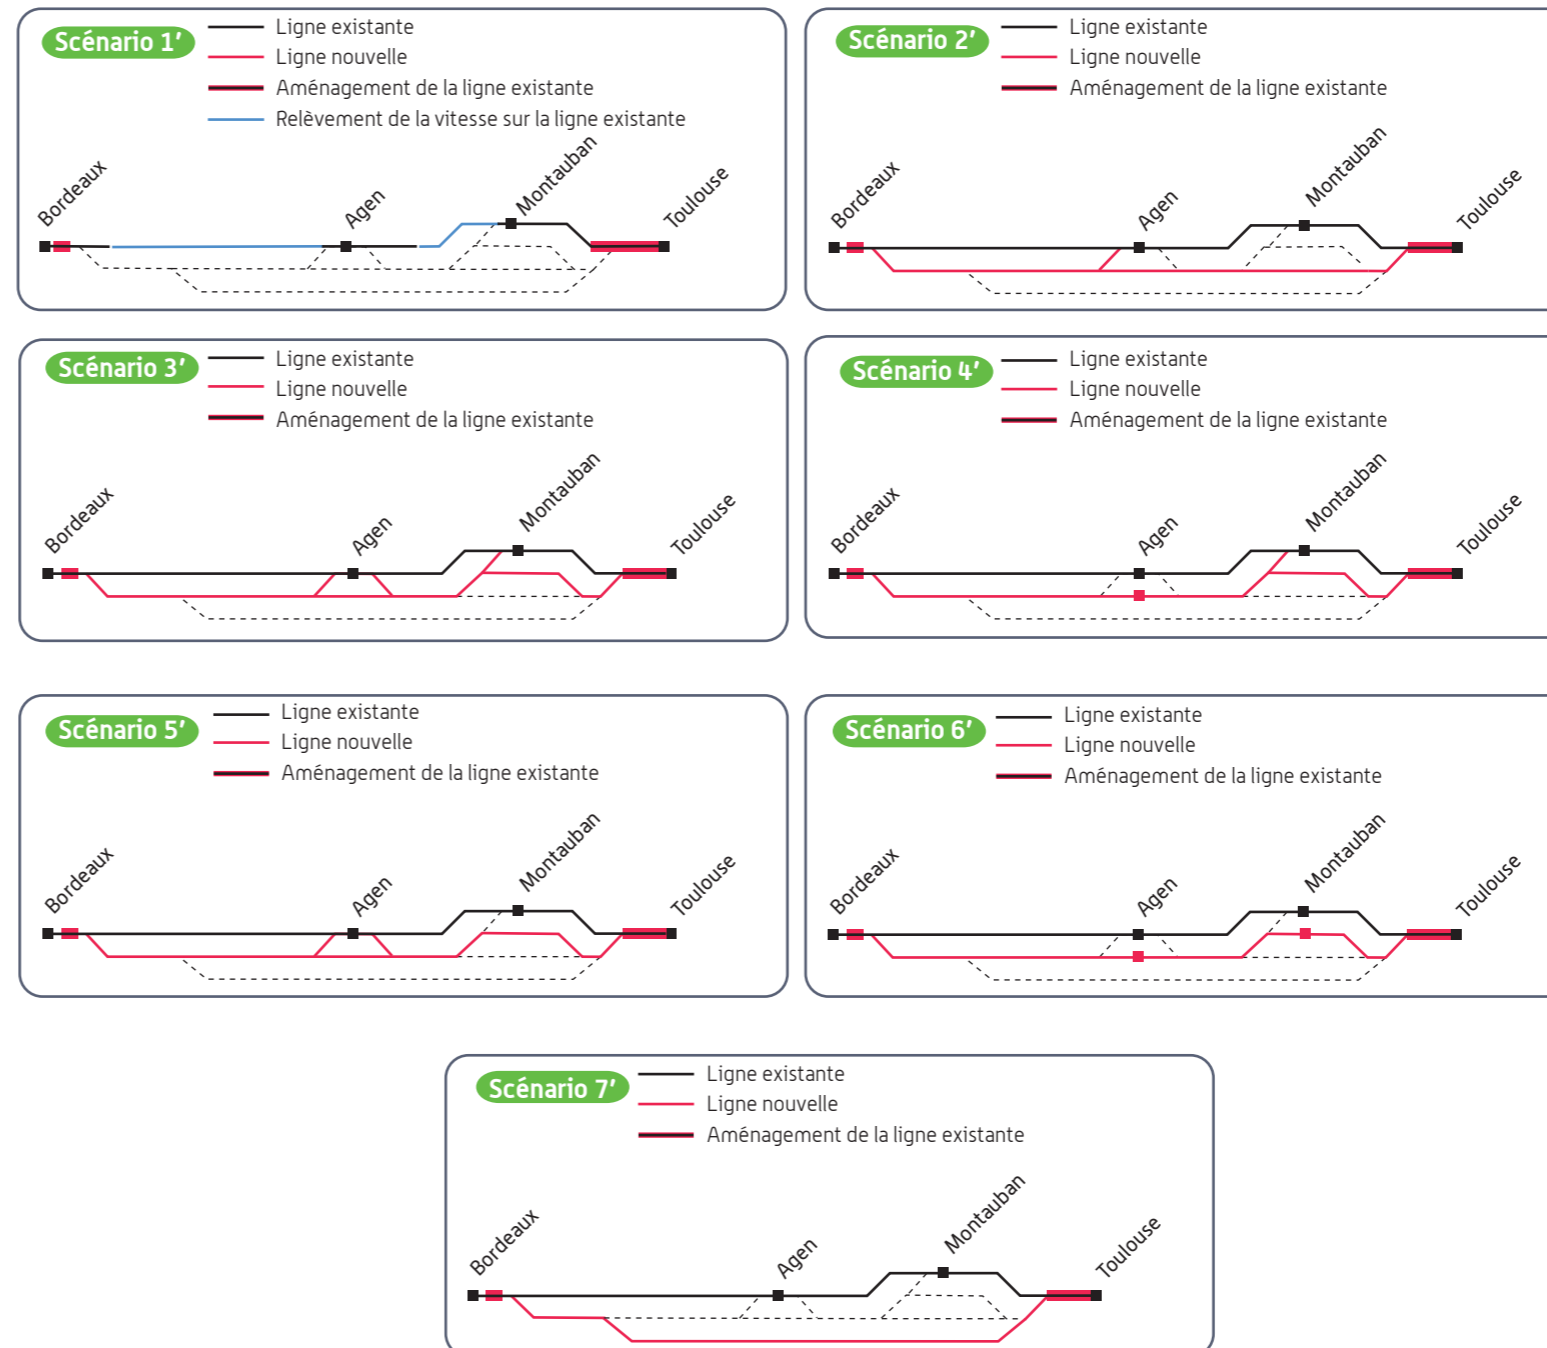 Scénario 1'
Ligne existante
Ligne nouvelle
Aménagement de la ligne existante
Relèvement de la vitesse sur la ligne existante
Bordeaux
Agen
Montauban
Toulouse
Scénario 2'
Ligne existante
Ligne nouvelle
Aménagement de la ligne existante
Bordeaux
Agen
Montauban
Toulouse
Scénario 3'
Ligne existante
Ligne nouvelle
Aménagement de la ligne existante
Bordeaux
Agen
Montauban
Toulouse
Scénario 4'
Ligne existante
Ligne nouvelle
Aménagement de la ligne existante
Bordeaux
Agen
Montauban
Toulouse
Scénario 5'
Ligne existante
Ligne nouvelle
Aménagement de la ligne existante
Bordeaux
Agen
Montauban
Toulouse
Scénario 6'
Ligne existante
Ligne nouvelle
Aménagement de la ligne existante
Bordeaux
Agen
Montauban
Toulouse
Scénario 7'
Ligne existante
Ligne nouvelle
Aménagement de la ligne existante
Bordeaux
Agen
Montauban
Toulouse